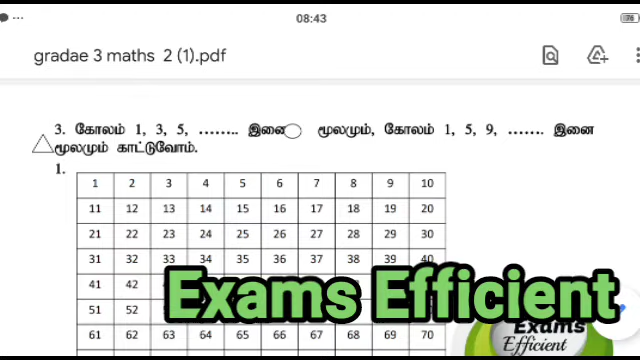 08:43
76
gradae 3 maths 2 (1).pdf
3. கோலம் 1, 3, 5, ........ இனை மூலமும், கோலம் 1, 5, 9, ....... இனை
மூலமும் காட்டுவோம்.
1.
1 2 3 4 5 6 7 8 9 10
11 12 13 14 15 16 17 18 19 20
21 22 23 24 25 26 27 28 29 30
31 32 33 34 35 36 37 38 39 40
41 42
51 52
61 62 63 64 65 66 67 68 69 70
Exams Efficient
Exams
Efficient